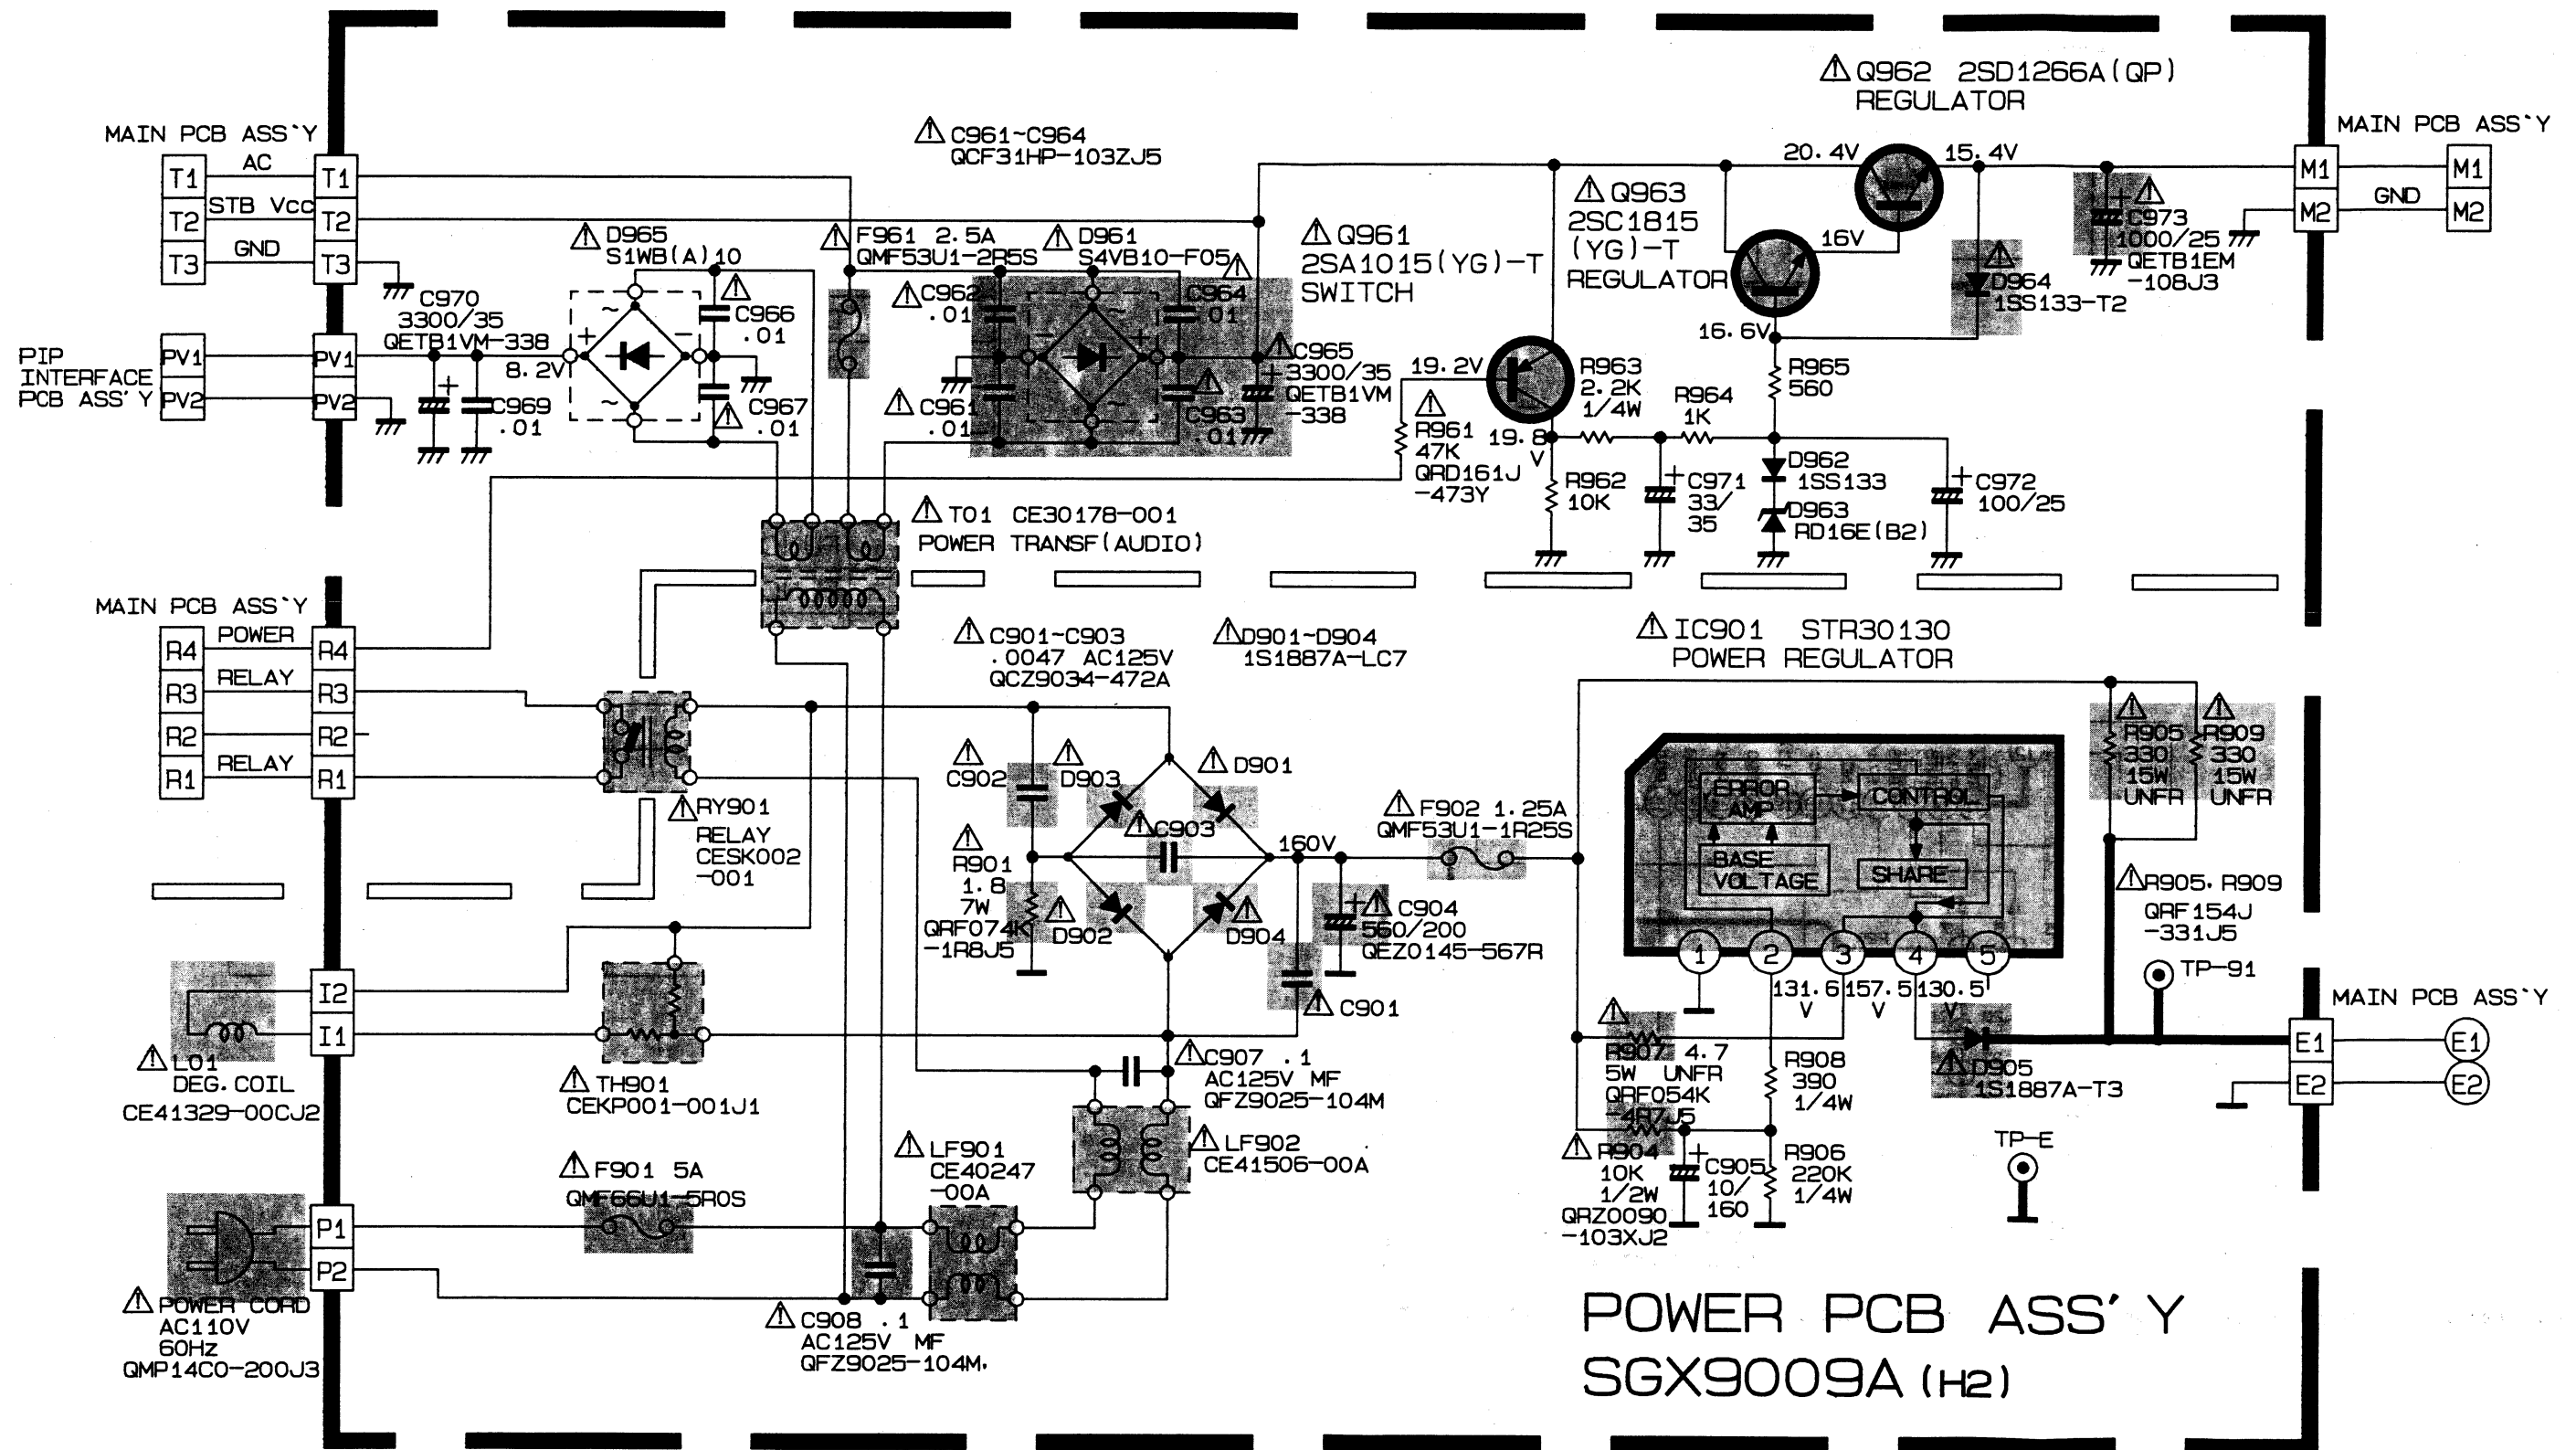 Q962 2SD1266A(QP)
REGULATOR
MAIN PCB ASS'Y
T1
AC
T1
T2
STB Vcc
T2
T3
GND
T3
C961~C964
QCF31HP-103ZJ5
20.4V
15.4V
MAIN PCB ASS'Y
M1
M1
M2
GND
M2
Q963
2SC1815
(YG)-T
REGULATOR
16V
16.6V
C973
1000/25
QETB1EM
-108J3
D964
1SS133-T2
D965
S1WB(A)10
F961 2.5A
QMF53U1-2R5S
D961
S4VB10-F05
Q961
2SA1015(YG)-T
SWITCH
C970
3300/35
QETB1VM-338
PIP
INTERFACE
PCB ASS'Y
PV1
PV1
PV2
PV2
8.2V
C969
.01
+
−
~
~
C966
.01
C967
.01
C962
.01
C964
.01
C961
.01
C963
.01
−
+
~
~
C965
3300/35
QETB1VM
-338
19.2V
R961
47K
QRD161J
-473Y
19.8
V
R963
2.2K
1/4W
R964
1K
R965
560
R962
10K
C971
33/
35
D962
1SS133
D963
RD16E(B2)
C972
100/25
T01 CE30178-001
POWER TRANSF(AUDIO)
MAIN PCB ASS'Y
R4
POWER
R4
R3
RELAY
R3
R2
R2
R1
RELAY
R1
RY901
RELAY
CESK002
-001
C901~C903
.0047 AC125V
QCZ9034-472A
D901~D904
1S1887A-LC7
IC901 STR30130
POWER REGULATOR
C902
D903
D901
C903
R901
1.8
7W
QRF074K
-1R8J5
D902
D904
160V
C904
560/200
QEZ0145-567R
C901
F902 1.25A
QMF53U1-1R25S
ERROR
AMP
CONTROL
BASE
VOLTAGE
SHARE
1
2
3
4
5
131.6
V
157.5
V
130.5
V
R905
330
15W
UNFR
R909
330
15W
UNFR
R905, R909
QRF154J
-331J5
TP-91
MAIN PCB ASS'Y
E1
E1
E2
E2
I2
I1
L01
DEG.COIL
CE41329-00CJ2
TH901
CEKP001-001J1
C907 .1
AC125V MF
QFZ9025-104M
LF902
CE41506-00A
LF901
CE40247
-00A
F901 5A
QMF66U1-5R0S
P1
P2
POWER CORD
AC110V
60Hz
QMP14C0-200J3
C908 .1
AC125V MF
QFZ9025-104M
R907 4.7
5W UNFR
QRF054K
-4R7J5
R908
390
1/4W
D905
1S1887A-T3
R904
10K
1/2W
QRZ0090
-103XJ2
C905
10/
160
R906
220K
1/4W
TP-E
POWER PCB ASS'Y
SGX9009A (H2)